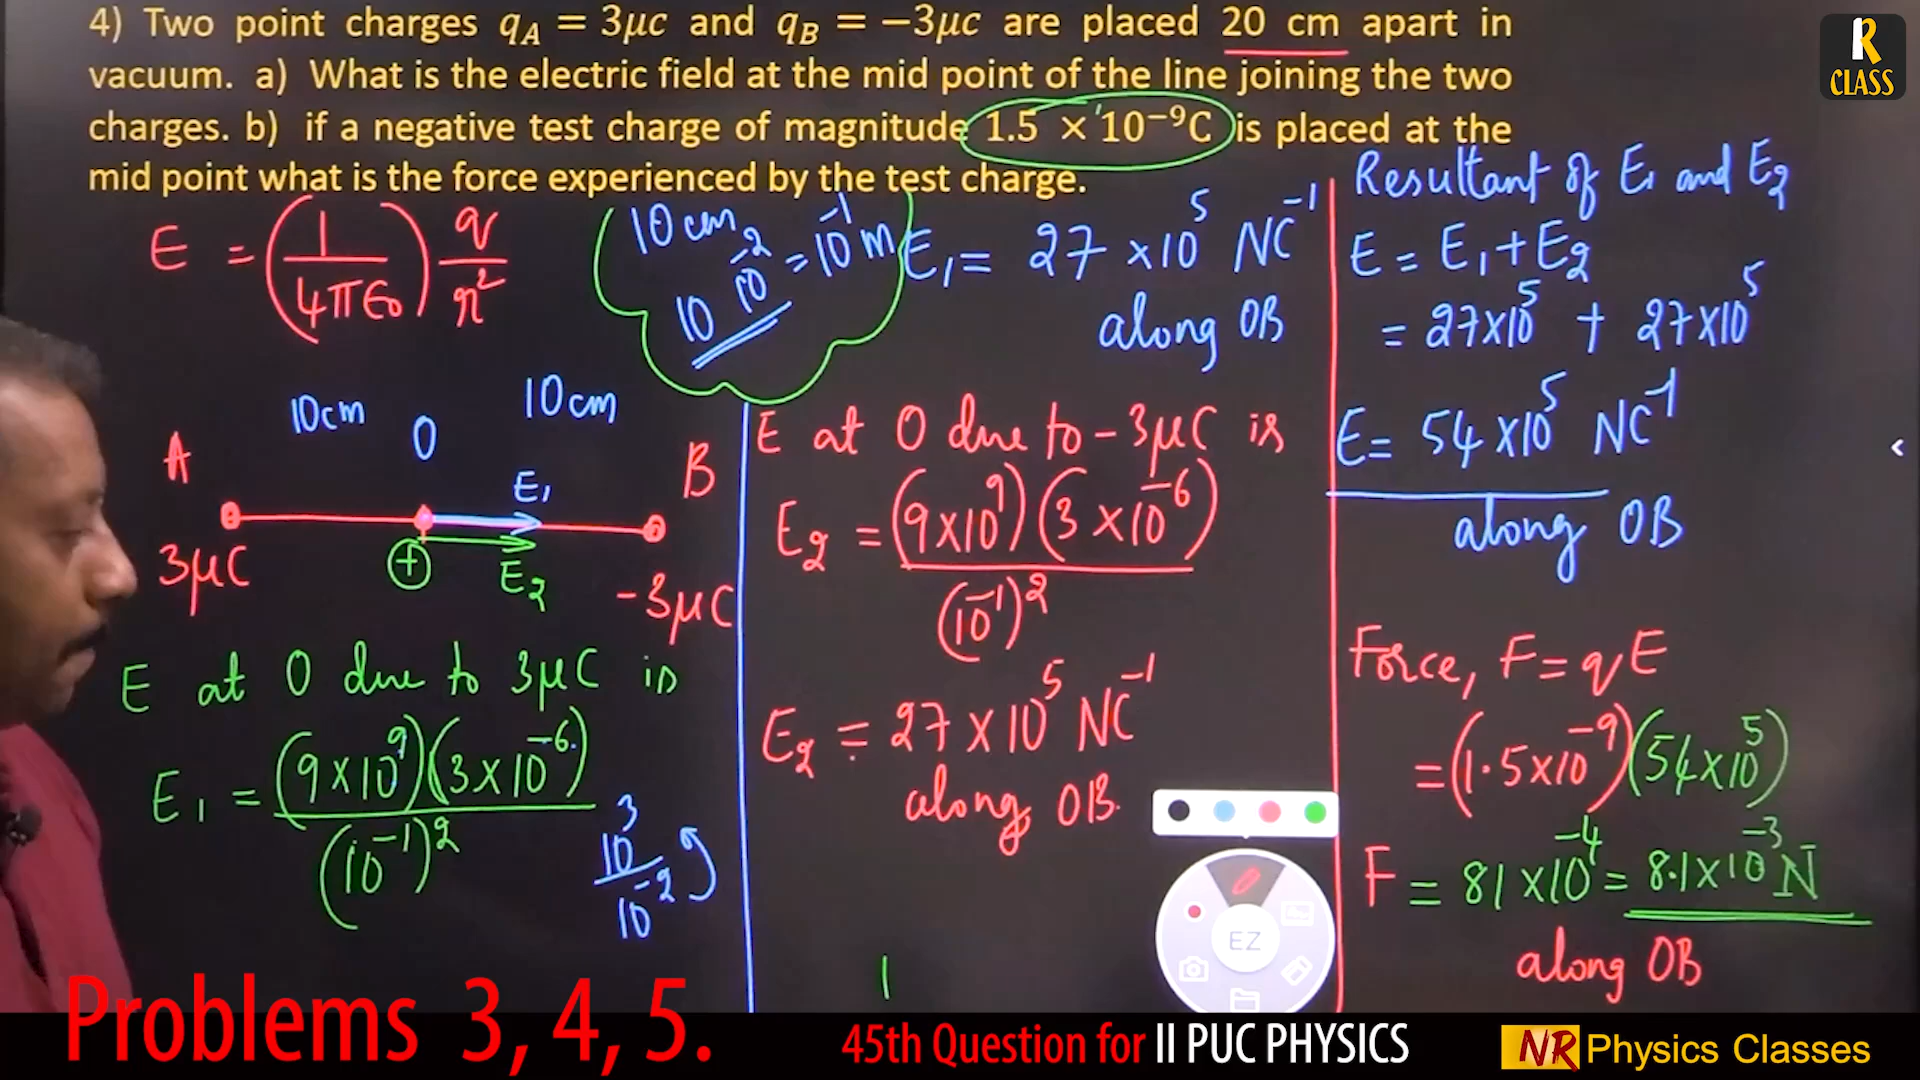 4) Two point charges qA = 3μc and qB = −3μc are placed 20 cm apart in
vacuum. a) What is the electric field at the mid point of the line joining the two
charges. b) if a negative test charge of magnitude 1.5 × 10⁻⁹C is placed at the
mid point what is the force experienced by the test charge.
R
CLASS
E = (1/4πϵ₀) q/r²
10 cm
10 10⁻² = 10⁻¹ m
10cm
10cm
A
O
B
E₁
3μC
+
E₂
-3μC
E at O due to 3μC is
E₁ = (9×10⁹)(3×10⁻⁶)/(10⁻¹)²
10³/10⁻²
E₁ = 27 ×10⁵ NC⁻¹
along OB
E at O due to -3μC is
E₂ = (9×10⁹)(3×10⁻⁶)/(10⁻¹)²
E₂ = 27 ×10⁵ NC⁻¹
along OB.
Resultant of E₁ and E₂
E = E₁+E₂
= 27×10⁵ + 27×10⁵
E = 54×10⁵ NC⁻¹
along OB
Force, F = qE
= (1.5×10⁻⁹)(54×10⁵)
F = 81×10⁻⁴ = 8.1×10⁻³ N
along OB
EZ
Problems 3, 4, 5.
45th Question for II PUC PHYSICS
NR Physics Classes